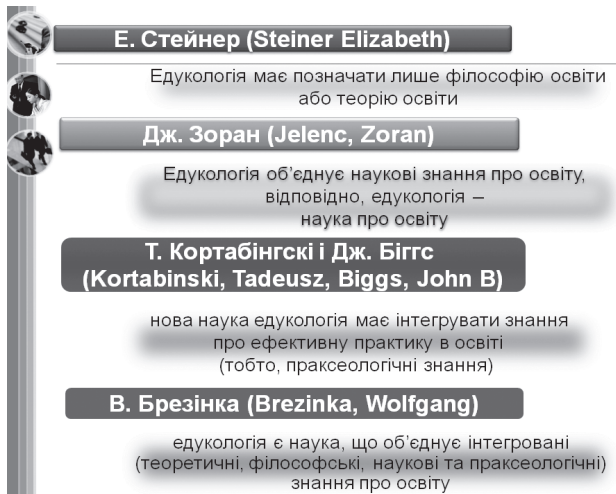 Е. Стейнер (Steiner Elizabeth)
Едукологія має позначати лише філософію освіти
або теорію освіти
Дж. Зоран (Jelenc, Zoran)
Едукологія об’єднує наукові знання про освіту,
відповідно, едукологія –
наука про освіту
Т. Кортабінгскі і Дж. Біггс
(Kortabinski, Tadeusz, Biggs, John B)
нова наука едукологія має інтегрувати знання
про ефективну практику в освіті
(тобто, праксеологічні знання)
В. Брезінка (Brezinka, Wolfgang)
едукологія є наука, що об’єднує інтегровані
(теоретичні, філософські, наукові та праксеологічні)
знання про освіту